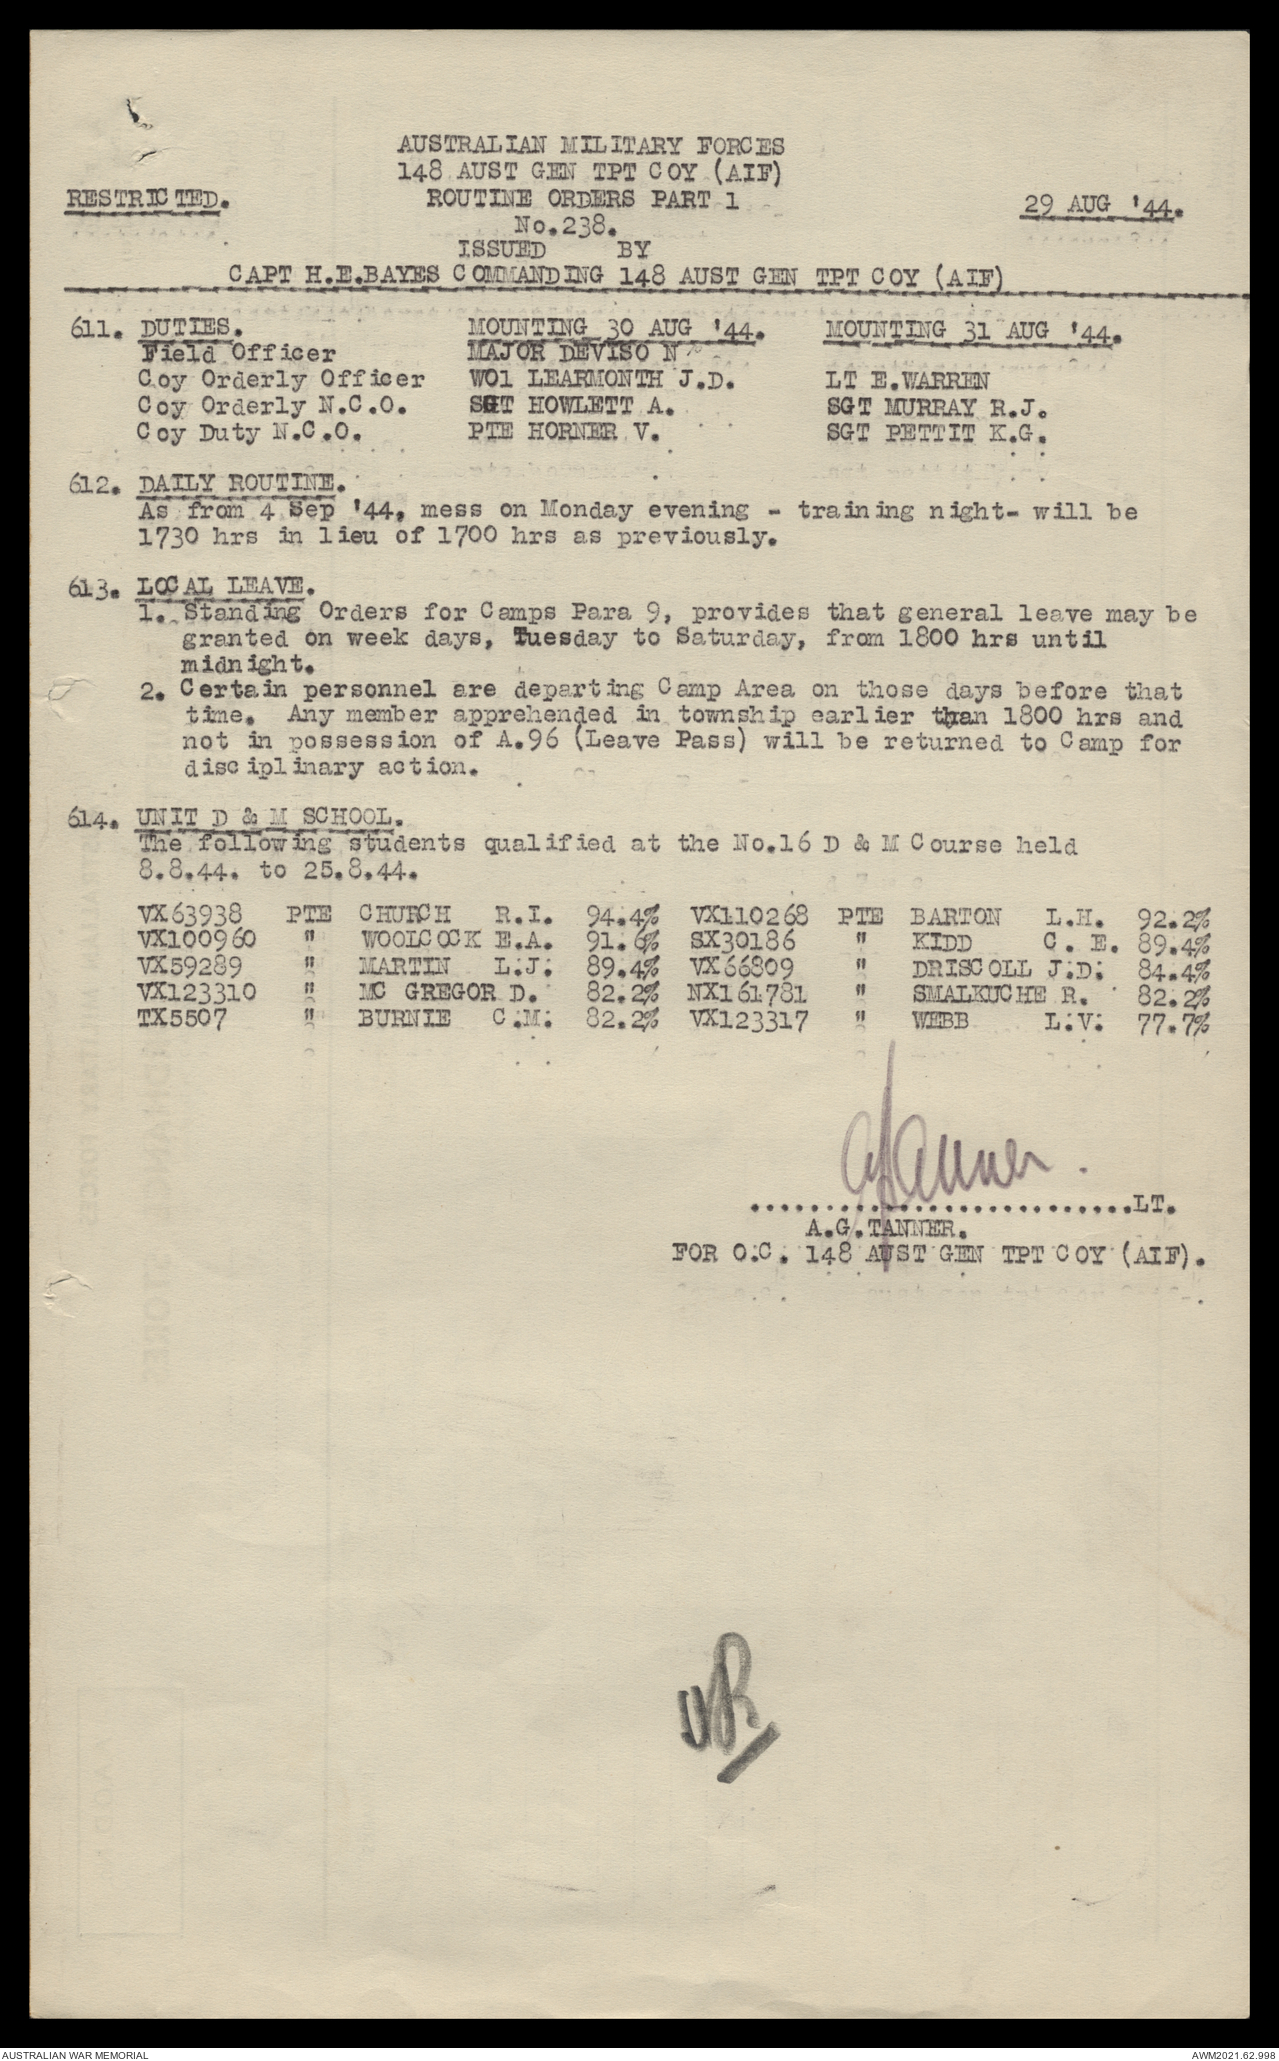 AUSTRALIAN MILITARY FORCES
148 AUST GEN TPT COY (AIF)
RESTRICTED. ROUTINE ORDERS PART 1 29 AUG '44.
No.238.
ISSUED BY
CAPT H.E.BAYES COMMANDING 148 AUST GEN TPT COY (AIF)
611. DUTIES. MOUNTING 30 AUG '44. MOUNTING 31 AUG '44.
Field Officer MAJOR DEVISO N
Coy Orderly Officer WO1 LEARMONTH J.D. LT E.WARREN
Coy Orderly N.C.O. SGT HOWLETT A. SGT MURRAY R.J.
Coy Duty N.C.O. PTE HORNER V. SGT PETTIT K.G.
612. DAILY ROUTINE.
As from 4 Sep '44, mess on Monday evening - training night- will be
1730 hrs in lieu of 1700 hrs as previously.
613. LOCAL LEAVE.
1. Standing Orders for Camps Para 9, provides that general leave may be
granted on week days, Tuesday to Saturday, from 1800 hrs until
midnight.
2. Certain personnel are departing Camp Area on those days before that
time. Any member apprehended in township earlier than 1800 hrs and
not in possession of A.96 (Leave Pass) will be returned to Camp for
disciplinary action.
614. UNIT D & M SCHOOL.
The following students qualified at the No.16 D & M Course held
8.8.44. to 25.8.44.
VX63938 PTE CHURCH R.I. 94.4% VX110268 PTE BARTON L.H. 92.2%
VX100960 " WOOLCOCK E.A. 91.6% SX30186 " KIDD C. E. 89.4%
VX59289 " MARTIN L.J. 89.4% VX66809 " DRISCOLL J.D. 84.4%
VX123310 " MC GREGOR D. 82.2% NX161781 " SMALKUCHE R. 82.2%
TX5507 " BURNIE C.M. 82.2% VX123317 " WEBB L.V. 77.7%
AGTanner.
..........................LT.
A.G.TANNER.
FOR O.C. 148 AUST GEN TPT COY (AIF).
AUSTRALIAN WAR MEMORIAL AWM2021.62.998